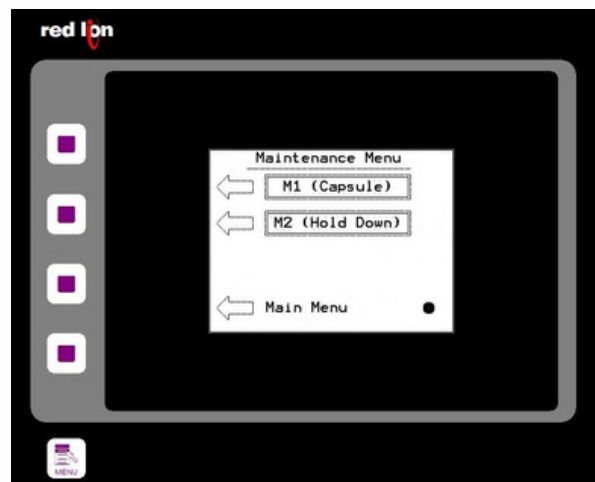 red lion
Maintenance Menu
M1 (Capsule)
M2 (Hold Down)
Main Menu
MENU